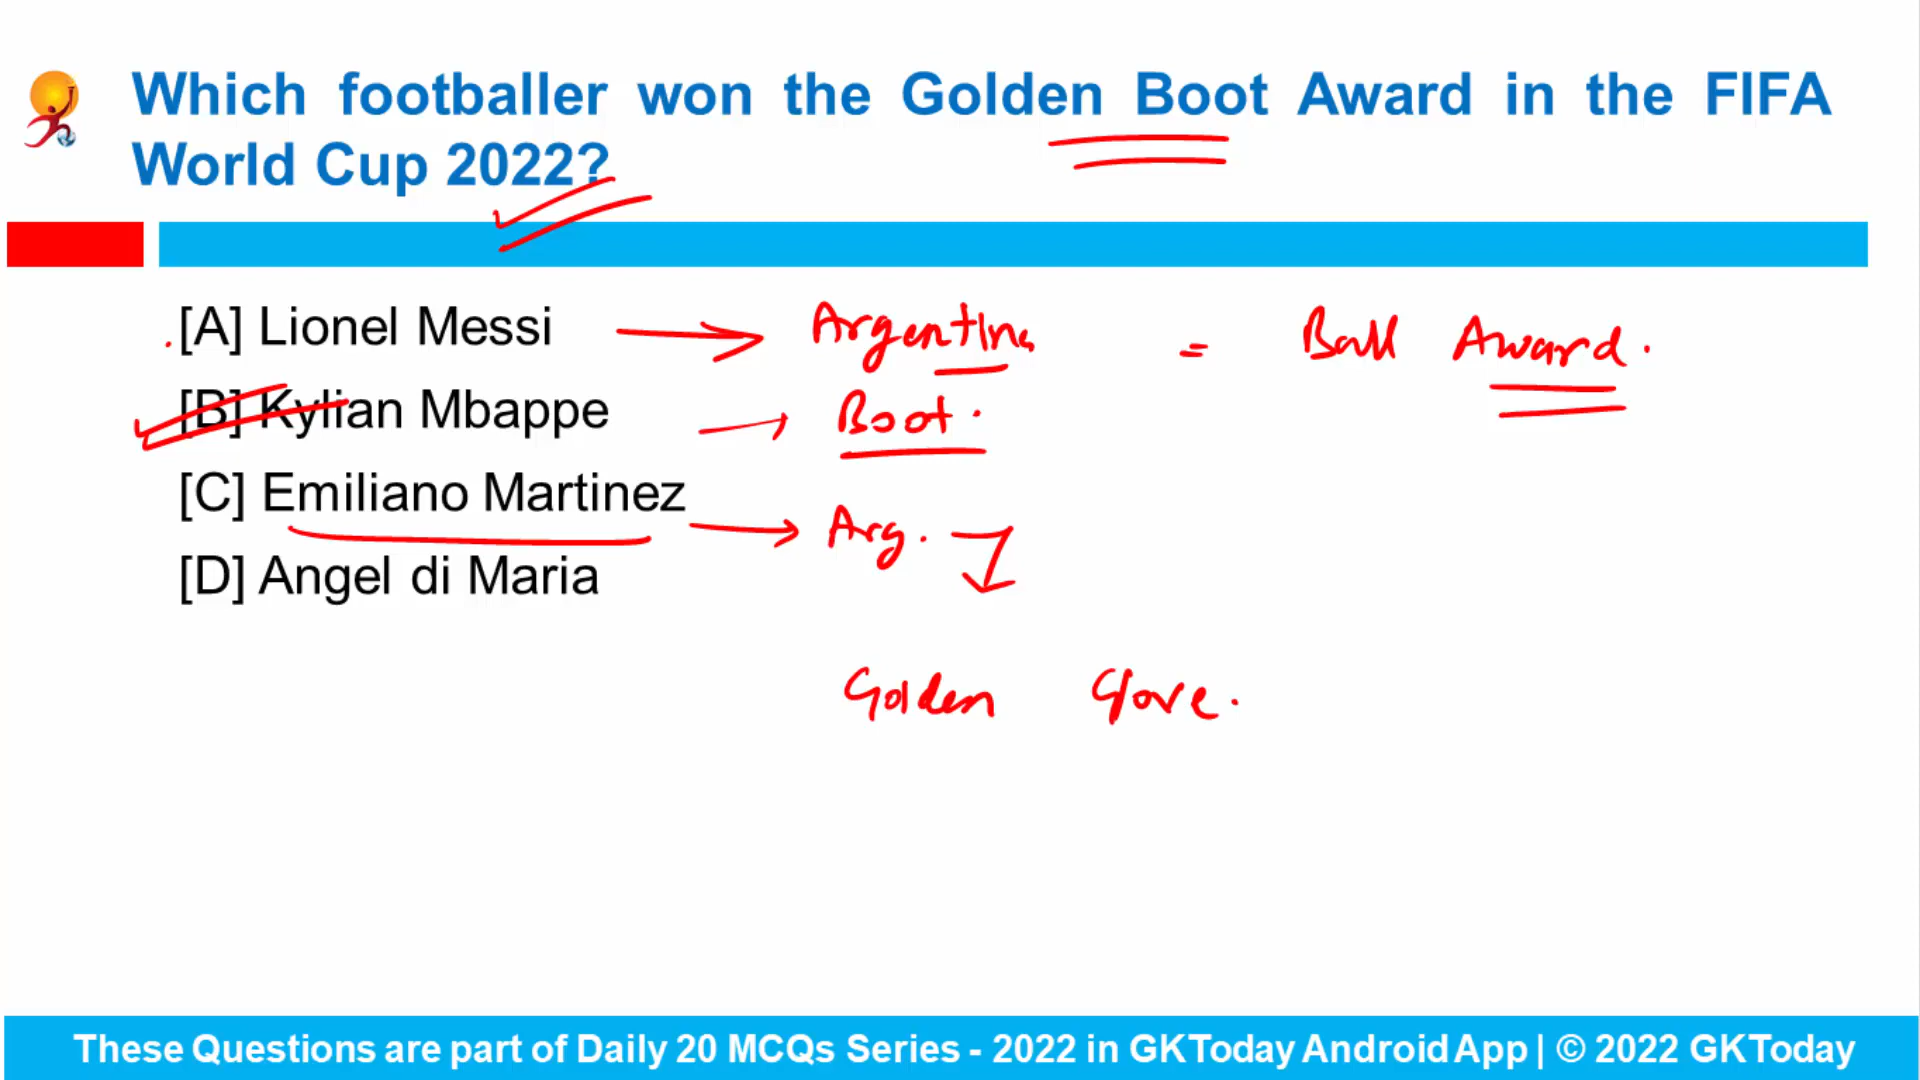 Which footballer won the Golden Boot Award in the FIFA
World Cup 2022?
[A] Lionel Messi → Argentina = Ball Award.
[B] Kylian Mbappe → Boot.
[C] Emiliano Martinez → Arg.
[D] Angel di Maria
Golden Glove.
These Questions are part of Daily 20 MCQs Series - 2022 in GKToday Android App | © 2022 GKToday